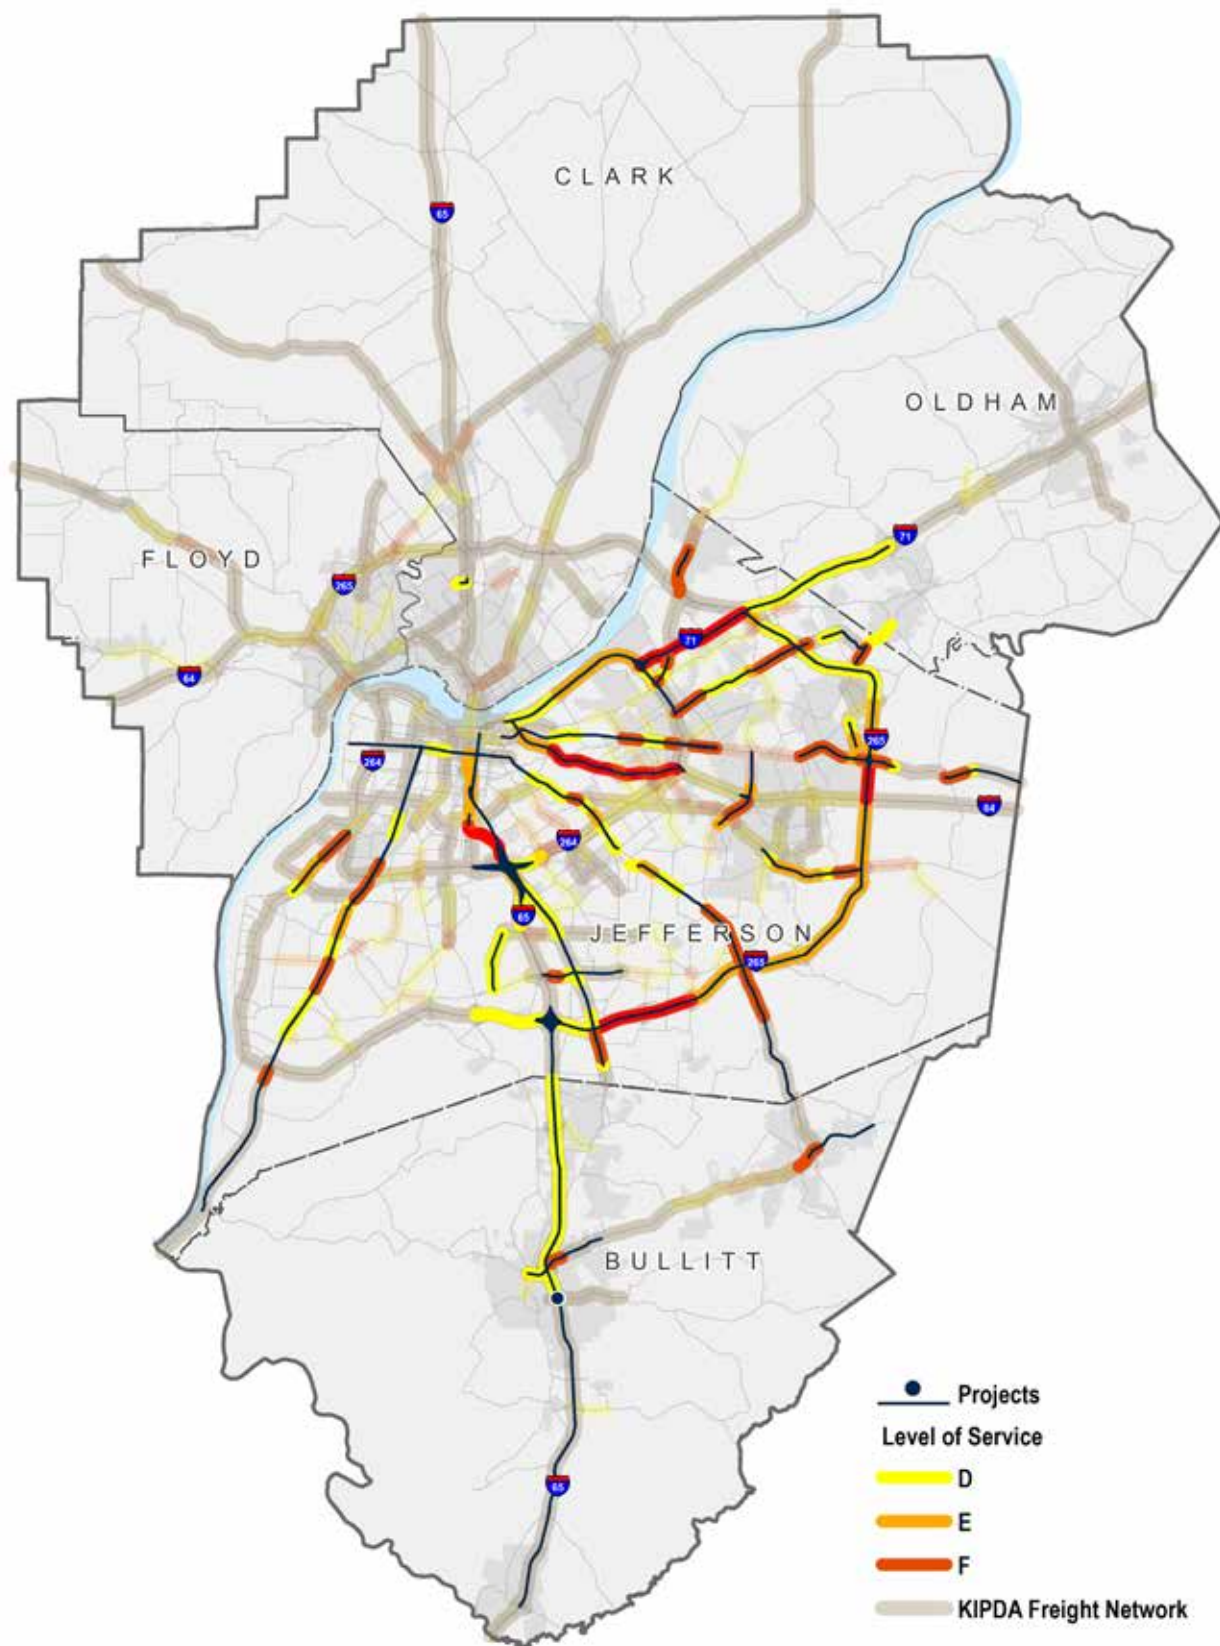 CLARK
65
OLDHAM
71
FLOYD
265
71
64
265
264
64
264
65
JEFFERSON
265
BULLITT
65
Projects
Level of Service
D
E
F
KIPDA Freight Network